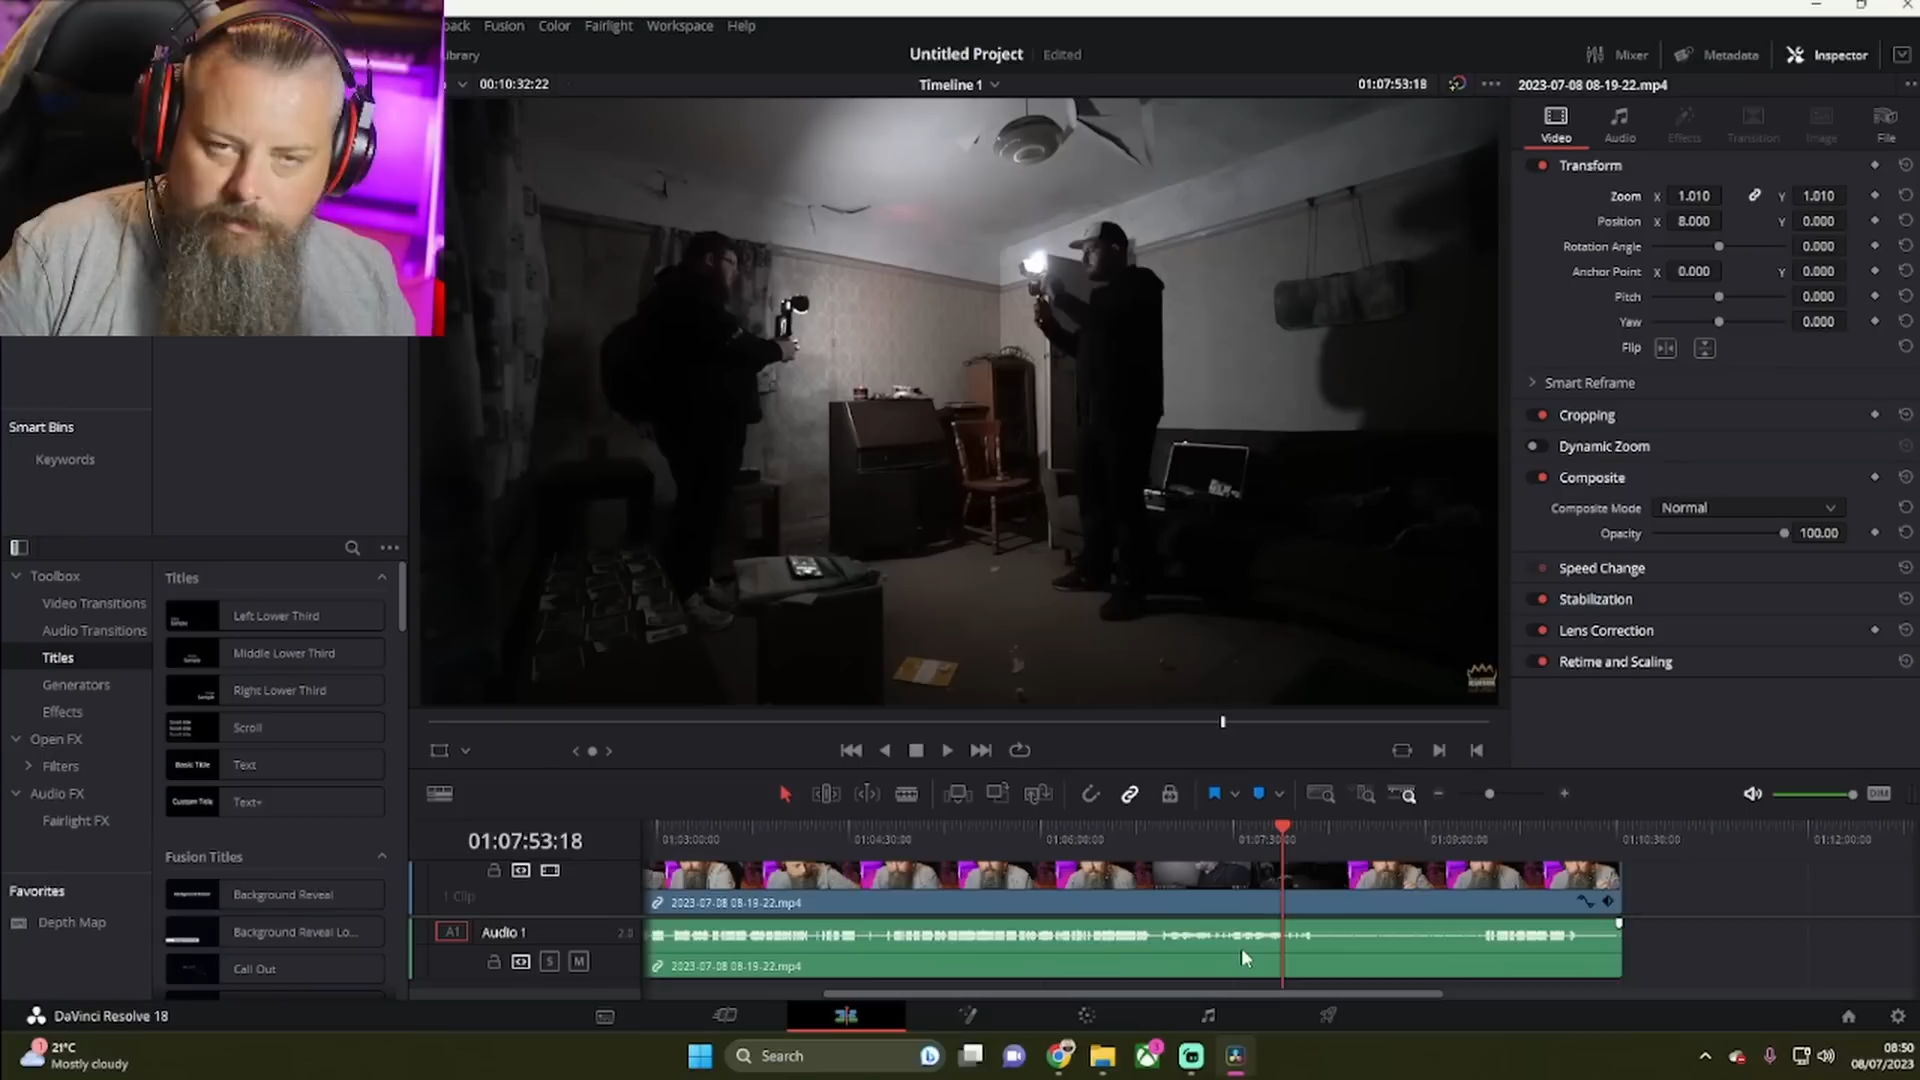 Fusion Color Fairlight Workspace Help
Untitled Project Edited
Mixer Metadata Inspector
00:10:32:22 Timeline 1 01:07:53:18 2023-07-08 08-19-22.mp4
Video Audio Effects Transition Image File
Transform
Zoom X 1.010 Y 1.010
Position X 8.000 Y 0.000
Rotation Angle 0.000
Anchor Point X 0.000 Y 0.000
Pitch 0.000
Yaw 0.000
Flip
Smart Reframe
Cropping
Dynamic Zoom
Composite
Composite Mode Normal
Opacity 100.00
Speed Change
Stabilization
Lens Correction
Retime and Scaling
Smart Bins
Keywords
Toolbox
Video Transitions
Audio Transitions
Titles
Generators
Effects
Open FX
Filters
Audio FX
Fairlight FX
Favorites
Depth Map
Titles
Left Lower Third
Middle Lower Third
Right Lower Third
Scroll
Basic Title Text
Custom Title Text+
Fusion Titles
Background Reveal
Background Reveal Lo...
Call Out
DIM
01:07:53:18
01:03:00:00 01:04:30:00 01:06:00:00 01:07:30:00 01:09:00:00 01:10:30:00 01:12:00:00
1 Clip
2023-07-08 08-19-22.mp4
A1 Audio 1 2.0
S M
2023-07-08 08-19-22.mp4
DaVinci Resolve 18
1 21°C
Mostly cloudy
Search
3
08:50
08/07/2023